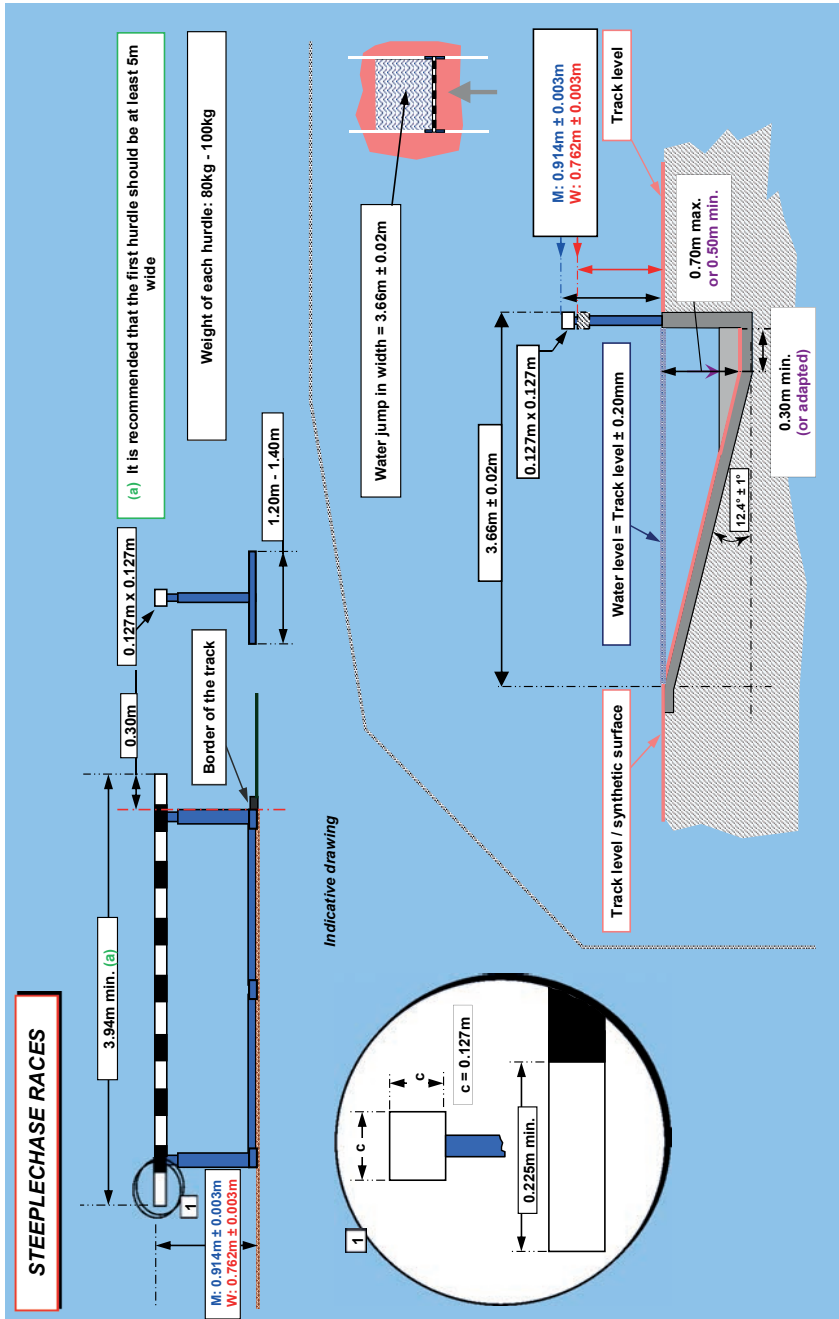 STEEPLECHASE RACES
3.94m min. (a)
0.30m
0.127m x 0.127m
(a) It is recommended that the first hurdle should be at least 5m
wide
Weight of each hurdle: 80kg - 100kg
1
M: 0.914m ± 0.003m
W: 0.762m ± 0.003m
Border of the track
1.20m - 1.40m
Indicative drawing
1
c
c
c = 0.127m
0.225m min.
Water jump in width = 3.66m ± 0.02m
M: 0.914m ± 0.003m
W: 0.762m ± 0.003m
3.66m ± 0.02m
0.127m x 0.127m
Track level
Track level / synthetic surface
Water level = Track level ± 0.20mm
0.70m max.
or 0.50m min.
12.4° ± 1°
0.30m min.
(or adapted)